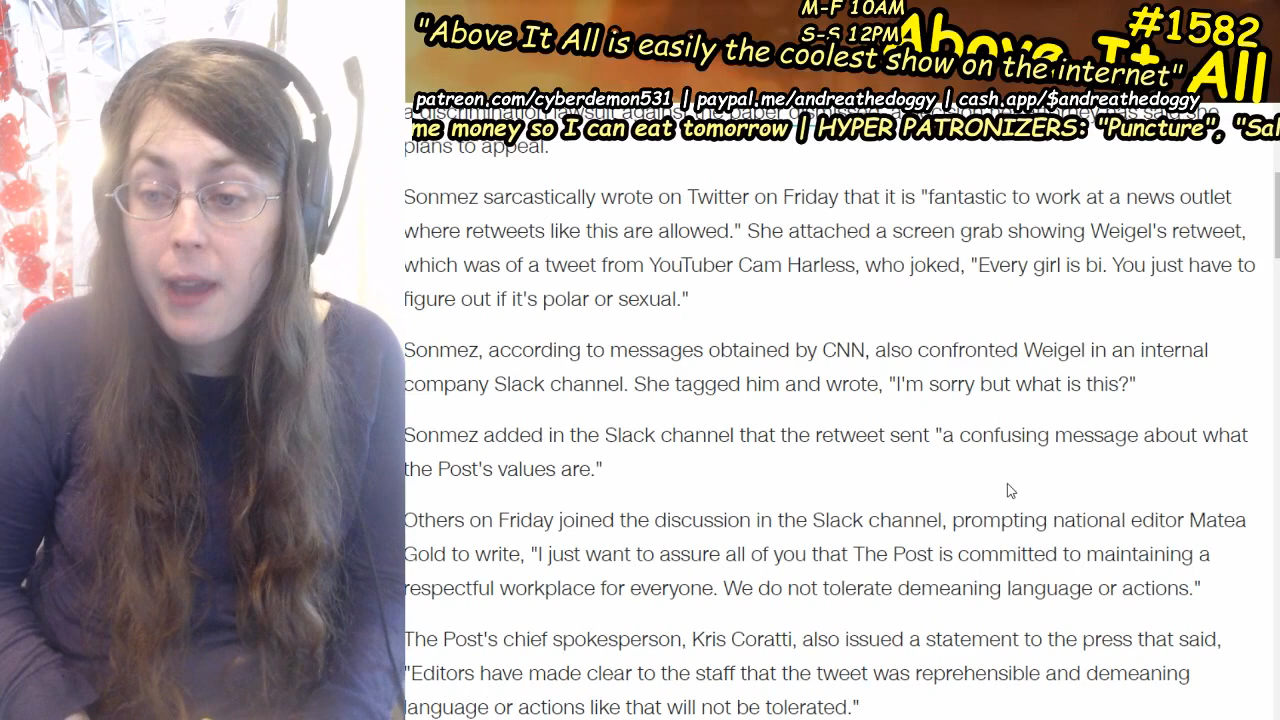 M-F 10AM
S-S 12PM
#1582
Above It All
"Above It All is easily the coolest show on the internet"
patreon.com/cyberdemon531 | paypal.me/andreathedoggy | cash.app/$andreathedoggy
me money so I can eat tomorrow | HYPER PATRONIZERS: "Puncture", "Sal
plans to appeal.
Sonmez sarcastically wrote on Twitter on Friday that it is "fantastic to work at a news outlet
where retweets like this are allowed." She attached a screen grab showing Weigel's retweet,
which was of a tweet from YouTuber Cam Harless, who joked, "Every girl is bi. You just have to
figure out if it's polar or sexual."
Sonmez, according to messages obtained by CNN, also confronted Weigel in an internal
company Slack channel. She tagged him and wrote, "I'm sorry but what is this?"
Sonmez added in the Slack channel that the retweet sent "a confusing message about what
the Post's values are."
Others on Friday joined the discussion in the Slack channel, prompting national editor Matea
Gold to write, "I just want to assure all of you that The Post is committed to maintaining a
respectful workplace for everyone. We do not tolerate demeaning language or actions."
The Post's chief spokesperson, Kris Coratti, also issued a statement to the press that said,
"Editors have made clear to the staff that the tweet was reprehensible and demeaning
language or actions like that will not be tolerated."